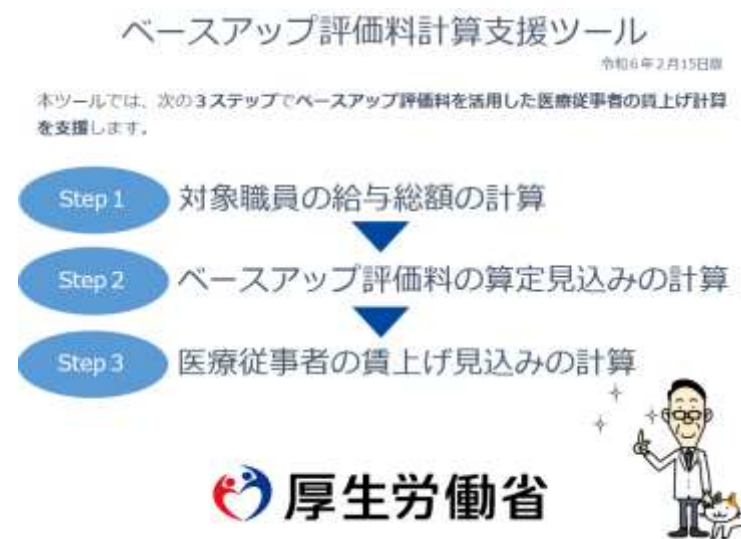 ベースアップ評価料計算支援ツール
令和6年2月15日版
本ツールでは、次の3ステップでベースアップ評価料を活用した医療従事者の賃上げ計算
を支援します。
Step 1
対象職員の給与総額の計算
Step 2
ベースアップ評価料の算定見込みの計算
Step 3
医療従事者の賃上げ見込みの計算
厚生労働省